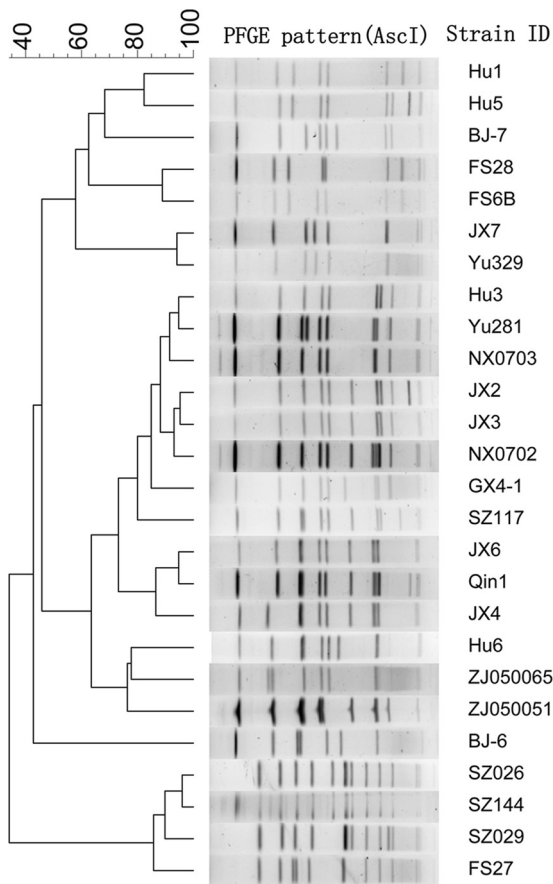 40 60 80 100 PFGE pattern(AscI) Strain ID
Hu1
Hu5
BJ-7
FS28
FS6B
JX7
Yu329
Hu3
Yu281
NX0703
JX2
JX3
NX0702
GX4-1
SZ117
JX6
Qin1
JX4
Hu6
ZJ050065
ZJ050051
BJ-6
SZ026
SZ144
SZ029
FS27